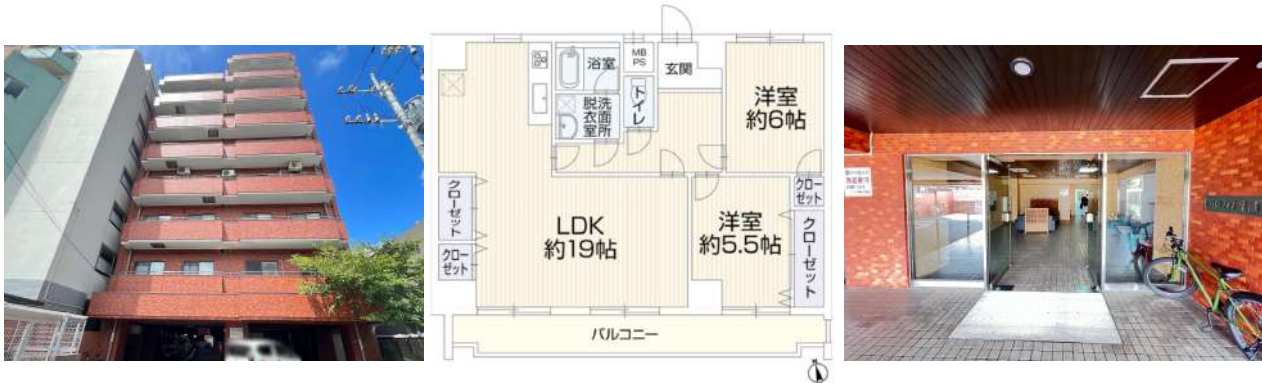 浴室
MB
PS
玄関
洋室
約6帖
脱衣室
洗面所
トイレ
クローゼット
クロー
ゼット
LDK
約19帖
洋室
約5.5帖
クロー
ゼット
クローゼット
バルコニー